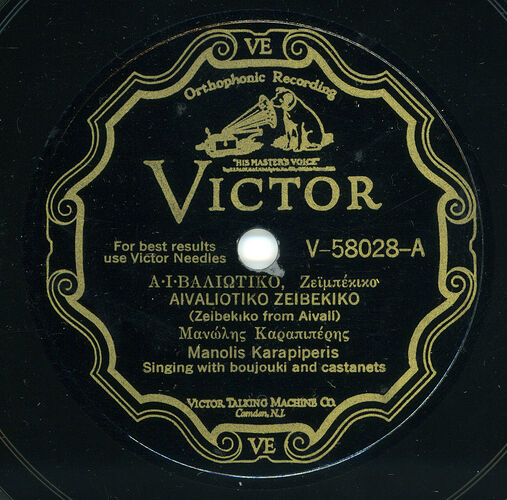 VE
Orthophonic Recording
"HIS MASTER'S VOICE"
VICTOR
For best results
use Victor Needles
V-58028-A
Α·Ι·ΒΑΛΙΩΤΙΚΟ, Ζεϊμπέκικο
AIVALIOTIKO ZEIBEKIKO
(Zeibekiko from Aivali)
Μανώλης Καραπιπέρης
Manolis Karapiperis
Singing with boujouki and castanets
VICTOR TALKING MACHINE CO.
Camden, N.J.
VE